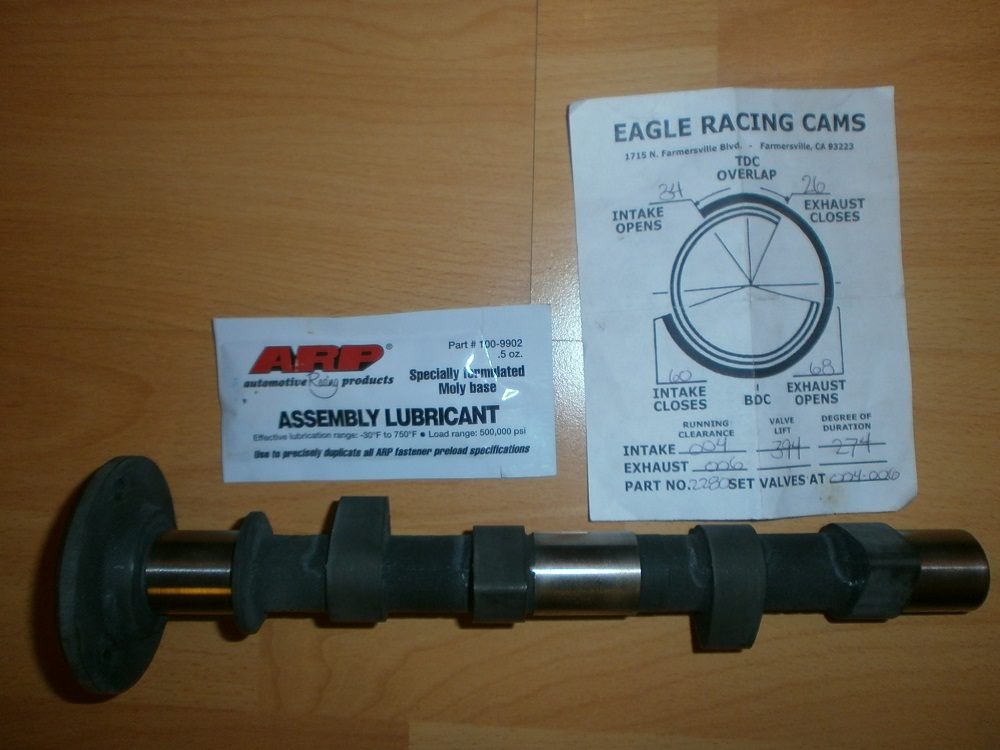 EAGLE RACING CAMS
1715 N. Farmersville Blvd. - Farmersville, CA 93223
TDC
OVERLAP
34
26
INTAKE
OPENS
EXHAUST
CLOSES
60
68
INTAKE
CLOSES
BDC
EXHAUST
OPENS
RUNNING
CLEARANCE
VALVE
LIFT
DEGREE OF
DURATION
INTAKE 004 394 274
EXHAUST 006
PART NO. 2280 SET VALVES AT 004-006
ARP®
automotive Racing products
Part # 100-9902
.5 oz.
Specially formulated
Moly base
ASSEMBLY LUBRICANT
Effective lubrication range: -30°F to 750°F ● Load range: 500,000 psi
Use to precisely duplicate all ARP fastener preload specifications